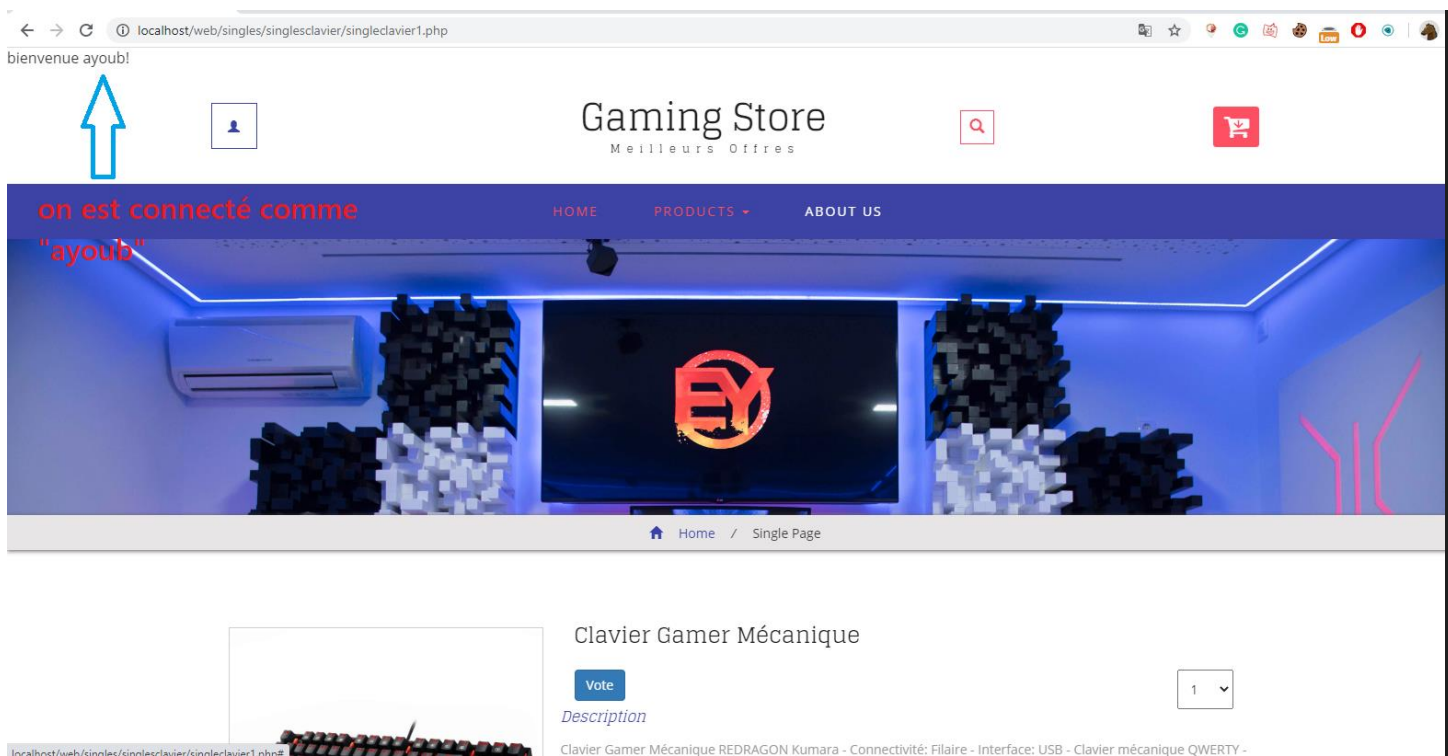 localhost/web/singles/singlesclavier/singleclavier1.php
Low
bienvenue ayoub!
Gaming Store
Meilleurs Offres
on est connecté comme
"ayoub"
HOME PRODUCTS ABOUT US
EY
Home / Single Page
Clavier Gamer Mécanique
Vote
1
Description
Clavier Gamer Mécanique REDRAGON Kumara - Connectivité: Filaire - Interface: USB - Clavier mécanique QWERTY -
localhost/web/singles/singlesclavier/singleclavier1.php#